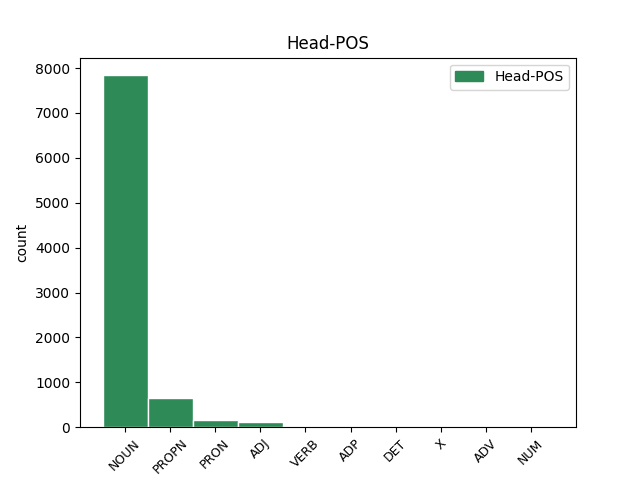 Head-POS
Head-POS
count
8000
7000
6000
5000
4000
3000
2000
1000
0
NOUN PROPN PRON ADJ VERB ADP DET X ADV NUM